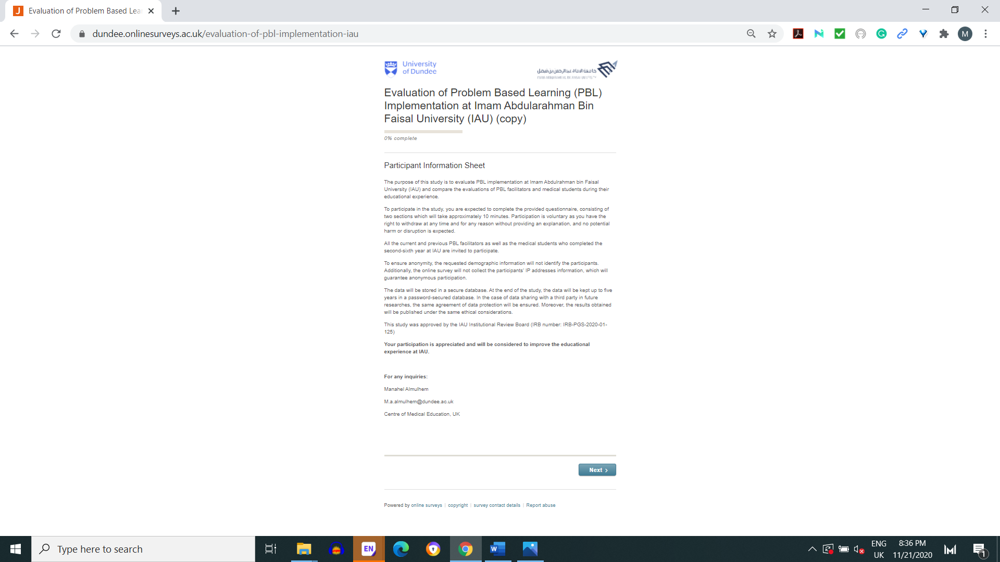 Evaluation of Problem Based Lea
dundee.onlinesurveys.ac.uk/evaluation-of-pbl-implementation-iau
M
University
of Dundee
جامعة الامام عبدالرحمن بن فيصل
IMAM ABDULRAHMAN BIN FAISAL UNIVERSITY
Evaluation of Problem Based Learning (PBL)
Implementation at Imam Abdularahman Bin
Faisal University (IAU) (copy)
0% complete
Participant Information Sheet
The purpose of this study is to evaluate PBL implementation at Imam Abdulrahman bin Faisal
University (IAU) and compare the evaluations of PBL facilitators and medical students during their
educational experience.
To participate in the study, you are expected to complete the provided questionnaire, consisting of
two sections which will take approximately 10 minutes. Participation is voluntary as you have the
right to withdraw at any time and for any reason without providing an explanation, and no potential
harm or disruption is expected.
All the current and previous PBL facilitators as well as the medical students who completed the
second-sixth year at IAU are invited to participate.
To ensure anonymity, the requested demographic information will not identify the participants.
Additionally, the online survey will not collect the participants' IP addresses information, which will
guarantee anonymous participation.
The data will be stored in a secure database. At the end of the study, the data will be kept up to five
years in a password-secured database. In the case of data sharing with a third party in future
researches, the same agreement of data protection will be ensured. Moreover, the results obtained
will be published under the same ethical considerations.
This study was approved by the IAU Institutional Review Board (IRB number: IRB-PGS-2020-01-
125)
Your participation is appreciated and will be considered to improve the educational
experience at IAU.
For any inquiries:
Manahel Almulhem
M.a.almulhem@dundee.ac.uk
Centre of Medical Education, UK
Next >
Powered by online surveys | copyright | survey contact details | Report abuse
Type here to search
EN
W
ENG
UK
8:36 PM
11/21/2020
1